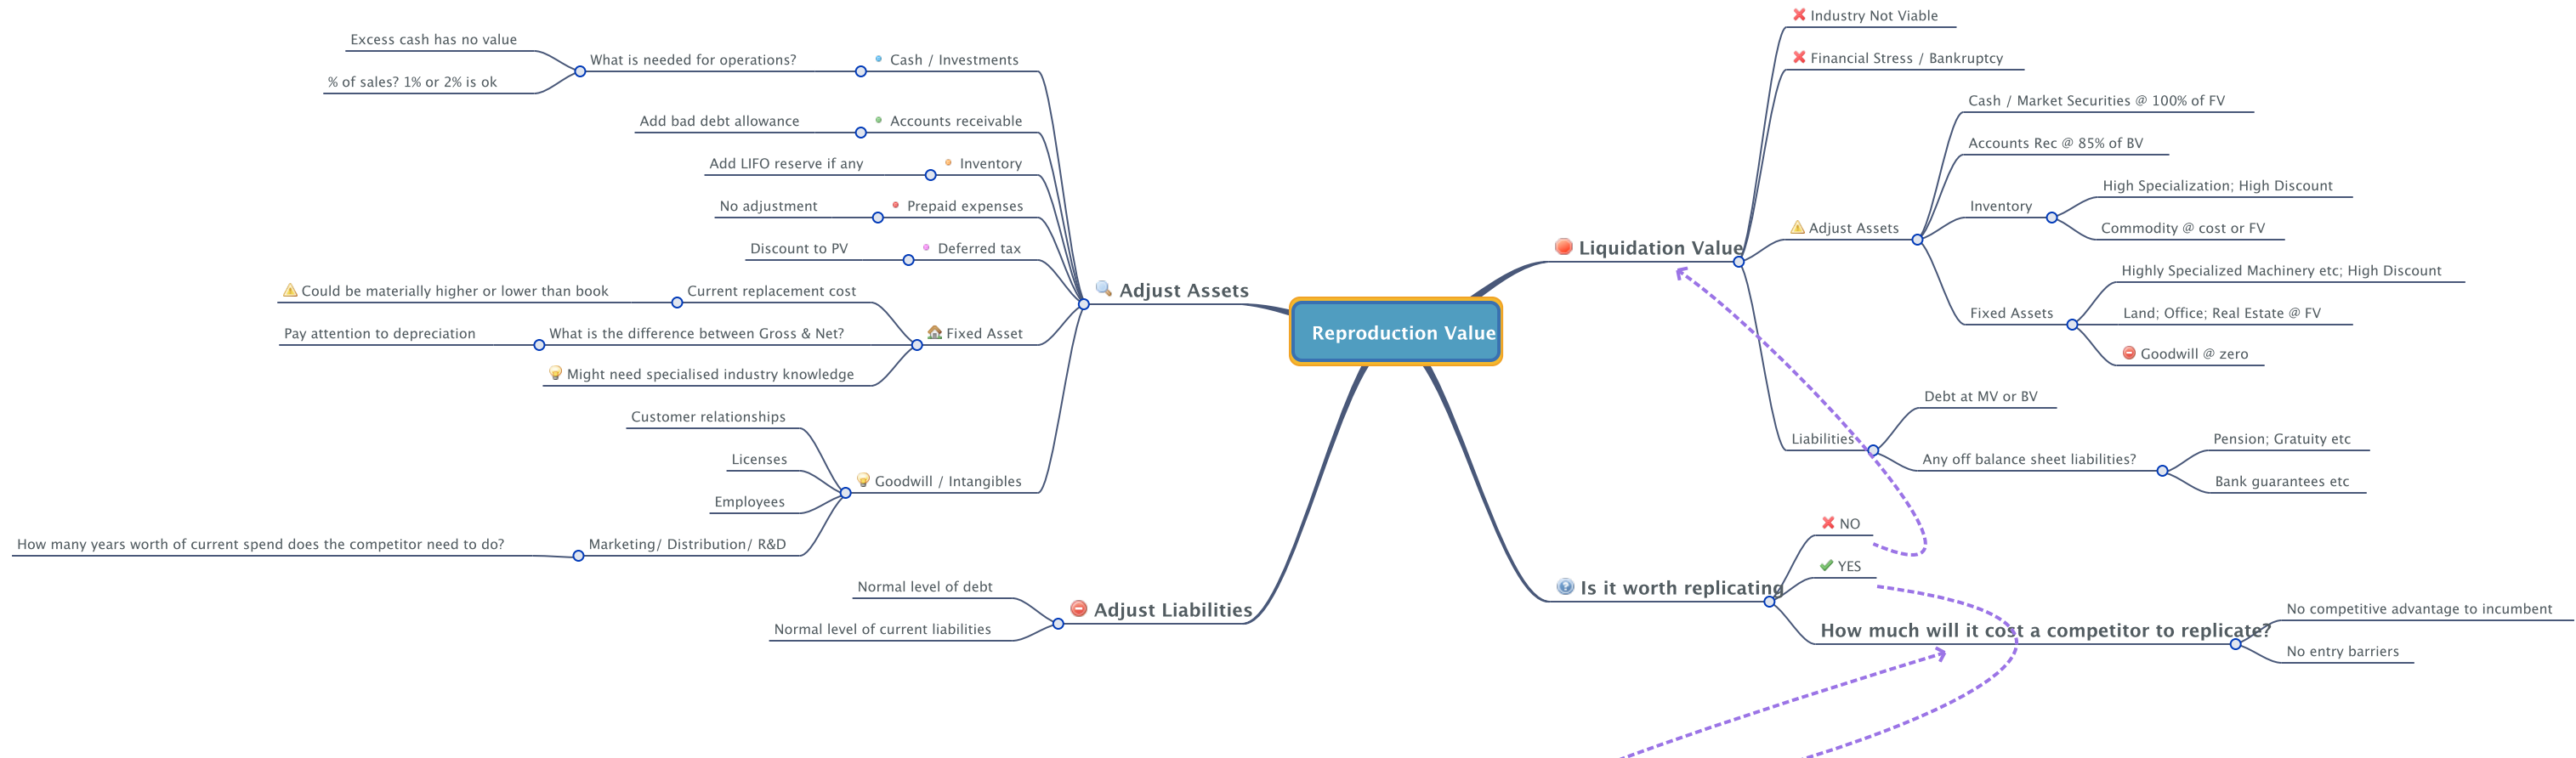 Reproduction Value
Liquidation Value
Industry Not Viable
Financial Stress / Bankruptcy
Adjust Assets
Cash / Market Securities @ 100% of FV
Accounts Rec @ 85% of BV
Inventory
High Specialization; High Discount
Commodity @ cost or FV
Fixed Assets
Highly Specialized Machinery etc; High Discount
Land; Office; Real Estate @ FV
Goodwill @ zero
Liabilities
Debt at MV or BV
Any off balance sheet liabilities?
Pension; Gratuity etc
Bank guarantees etc
Is it worth replicating
NO
YES
How much will it cost a competitor to replicate?
No competitive advantage to incumbent
No entry barriers
Adjust Assets
Cash / Investments
What is needed for operations?
Excess cash has no value
% of sales? 1% or 2% is ok
Accounts receivable
Add bad debt allowance
Inventory
Add LIFO reserve if any
Prepaid expenses
No adjustment
Deferred tax
Discount to PV
Fixed Asset
Current replacement cost
Could be materially higher or lower than book
What is the difference between Gross & Net?
Pay attention to depreciation
Might need specialised industry knowledge
Goodwill / Intangibles
Customer relationships
Licenses
Employees
Marketing/ Distribution/ R&D
How many years worth of current spend does the competitor need to do?
Adjust Liabilities
Normal level of debt
Normal level of current liabilities